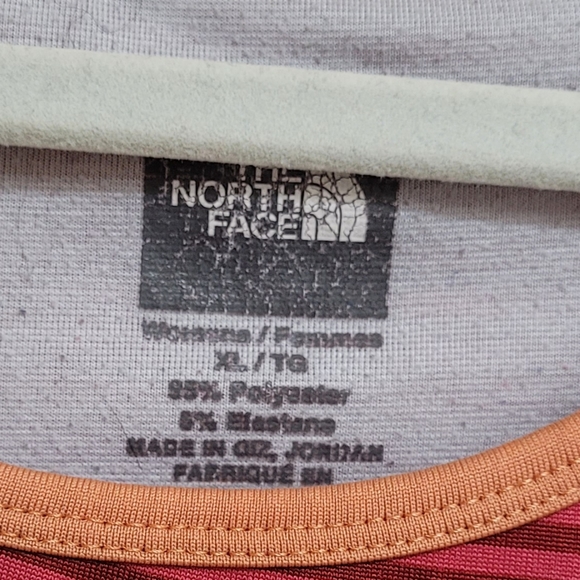 THE
NORTH
FACE
Womens / Femmes
XL / TG
95% Polyester
5% Elastane
MADE IN QIZ, JORDAN
FABRIQUÉ EN